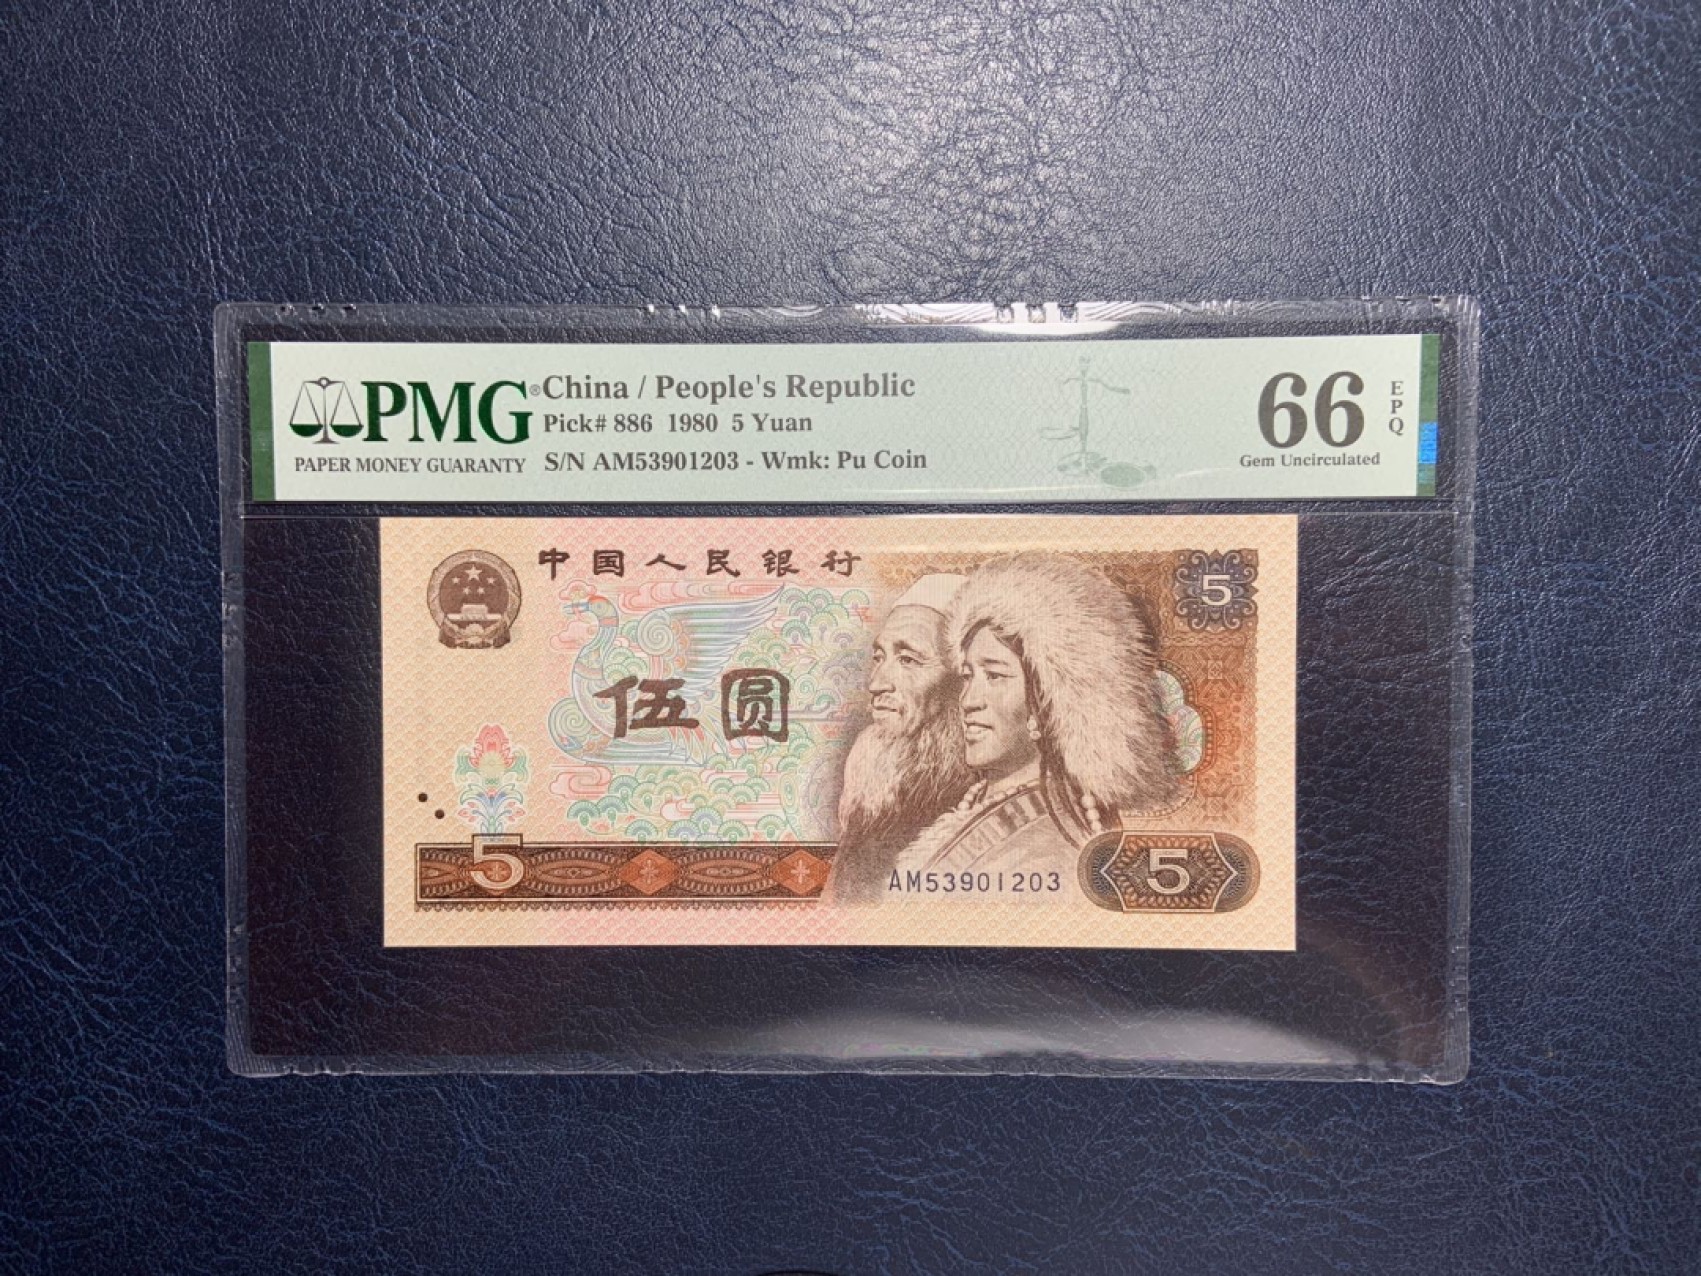 PMG®
PAPER MONEY GUARANTY
China / People's Republic
Pick# 886 1980 5 Yuan
S/N AM53901203 - Wmk: Pu Coin
66
EPQ
Gem Uncirculated
中国人民银行
5
伍圆
5
AM53901203
5